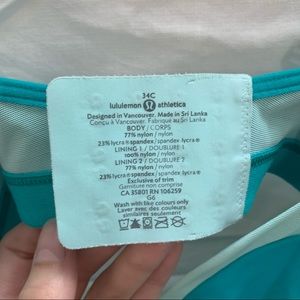 34C
lululemon athletica
Designed in Vancouver. Made in Sri Lanka
Conçu à Vancouver. Fabriqué au Sri Lanka
BODY / CORPS
77% nylon / nylon
23% lycra® spandex / spandex lycra®
LINING 1 / DOUBLURE 1
100% nylon / nylon
LINING 2 / DOUBLURE 2
77% nylon / nylon
23% lycra® spandex / spandex lycra®
Exclusive of trim
Garniture non comprise
CA 35801 RN 106259
G6
Wash with like colours only
Laver avec des couleurs
similaires seulement